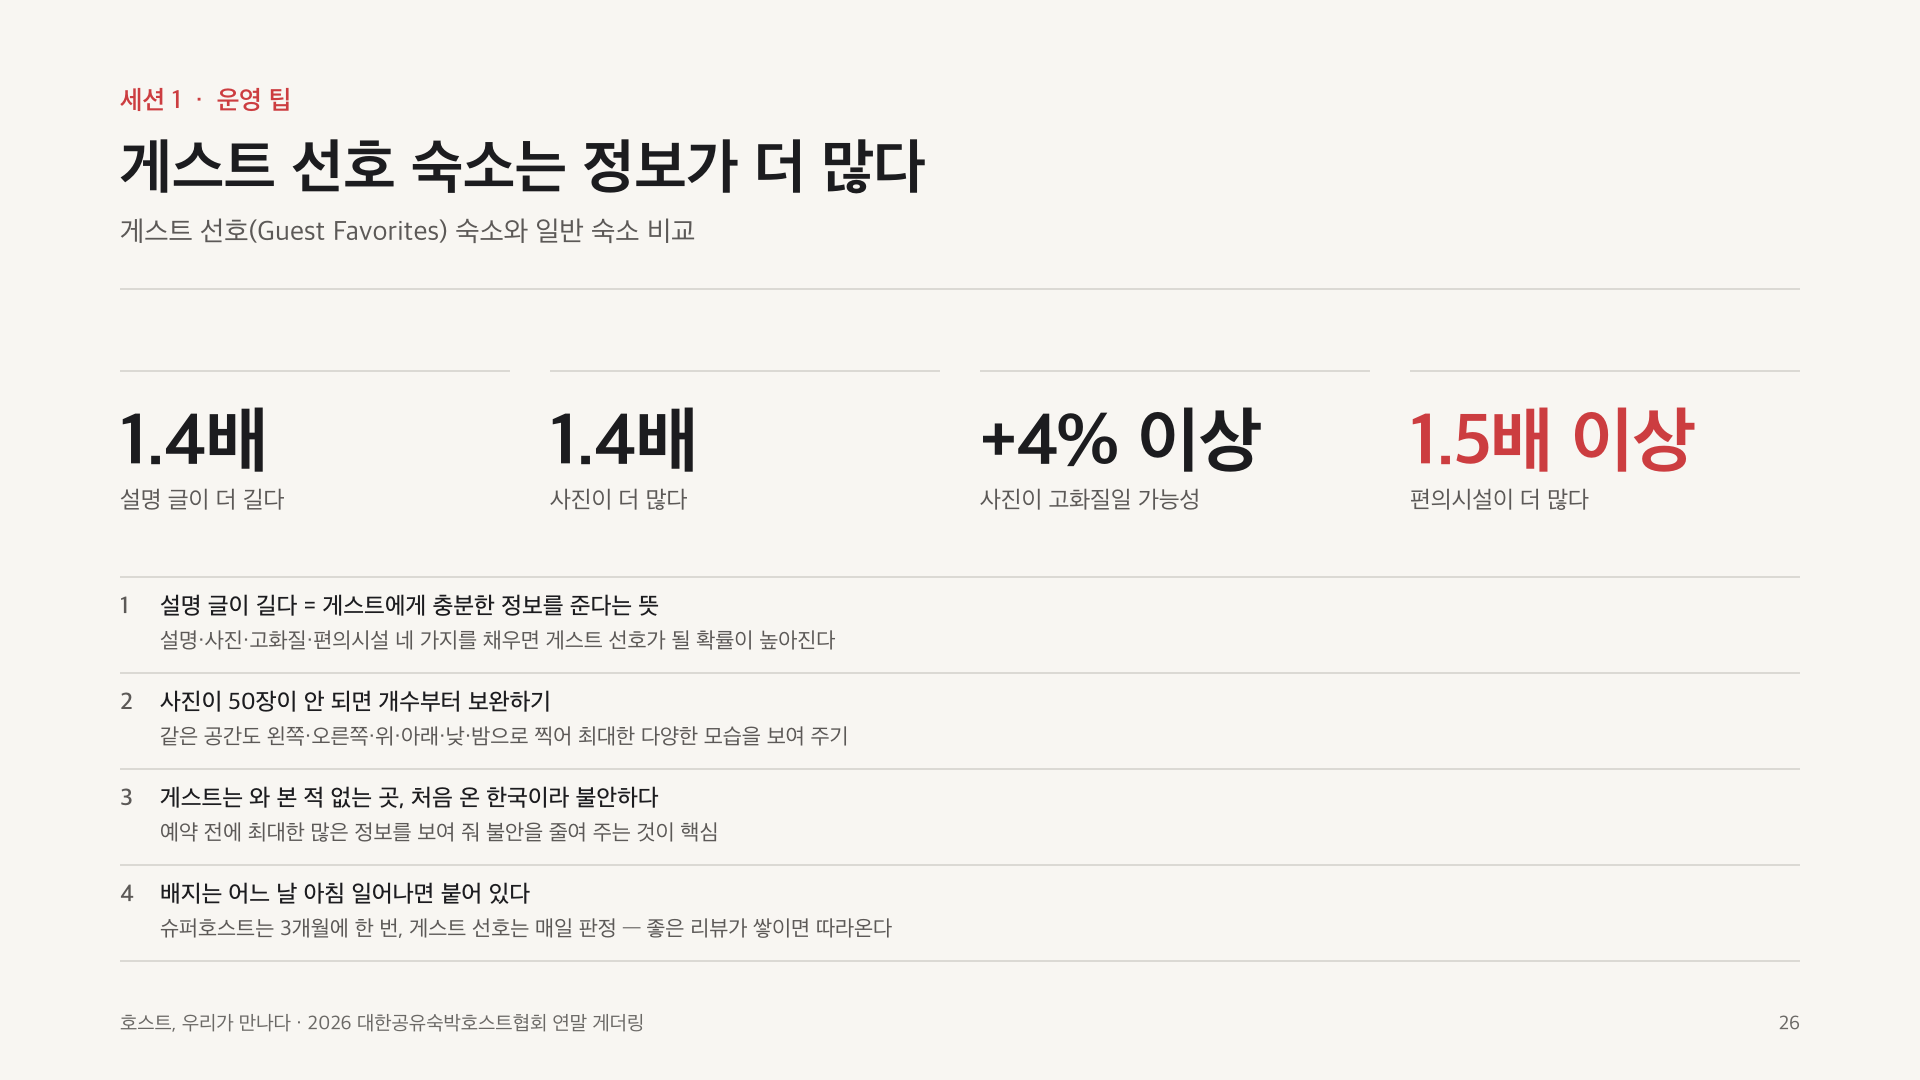 세션 1 · 운영 팁
게스트 선호 숙소는 정보가 더 많다
게스트 선호(Guest Favorites) 숙소와 일반 숙소 비교
1.4배
설명 글이 더 길다
1.4배
사진이 더 많다
+4% 이상
사진이 고화질일 가능성
1.5배 이상
편의시설이 더 많다
1 설명 글이 길다 = 게스트에게 충분한 정보를 준다는 뜻
설명·사진·고화질·편의시설 네 가지를 채우면 게스트 선호가 될 확률이 높아진다
2 사진이 50장이 안 되면 개수부터 보완하기
같은 공간도 왼쪽·오른쪽·위·아래·낮·밤으로 찍어 최대한 다양한 모습을 보여 주기
3 게스트는 와 본 적 없는 곳, 처음 온 한국이라 불안하다
예약 전에 최대한 많은 정보를 보여 줘 불안을 줄여 주는 것이 핵심
4 배지는 어느 날 아침 일어나면 붙어 있다
슈퍼호스트는 3개월에 한 번, 게스트 선호는 매일 판정 — 좋은 리뷰가 쌓이면 따라온다
호스트, 우리가 만나다 · 2026 대한공유숙박호스트협회 연말 게더링
26